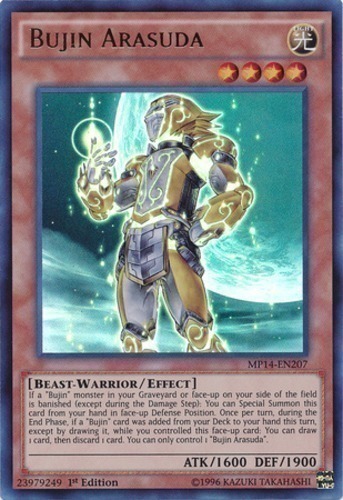 Bujin Arasuda
LIGHT
光
MP14-EN207
[Beast-Warrior/Effect]
If a "Bujin" monster in your Graveyard or face-up on your side of the field
is banished (except during the Damage Step): You can Special Summon this
card from your hand in face-up Defense Position. Once per turn, during the
End Phase, if a "Bujin" card was added from your Deck to your hand this turn,
except by drawing it, while you controlled this face-up card: You can draw
1 card, then discard 1 card. You can only control 1 "Bujin Arasuda".
ATK/1600 DEF/1900
23979249 1st Edition ©1996 KAZUKI TAKAHASHI